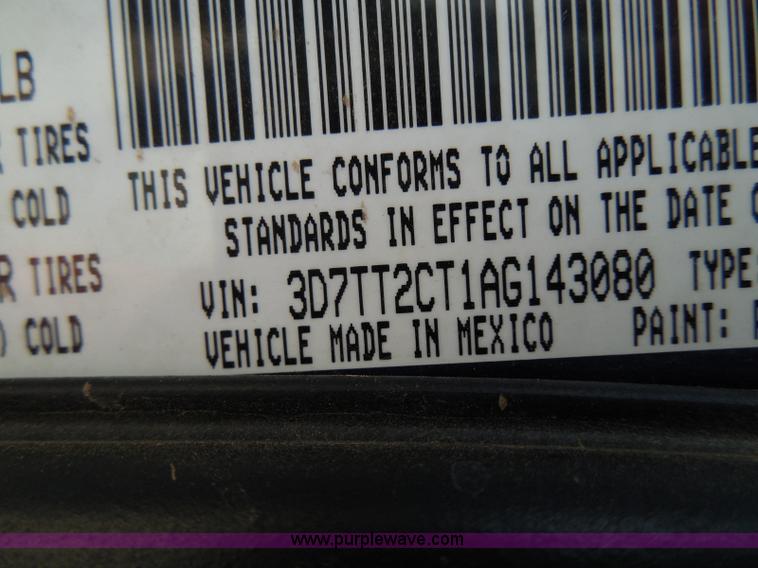 LB
TIRES
COLD
TIRES
COLD
THIS VEHICLE CONFORMS TO ALL APPLICABLE
STANDARDS IN EFFECT ON THE DATE
VIN: 3D7TT2CT1AG143080 TYPE:
VEHICLE MADE IN MEXICO PAINT:
www.purplewave.com